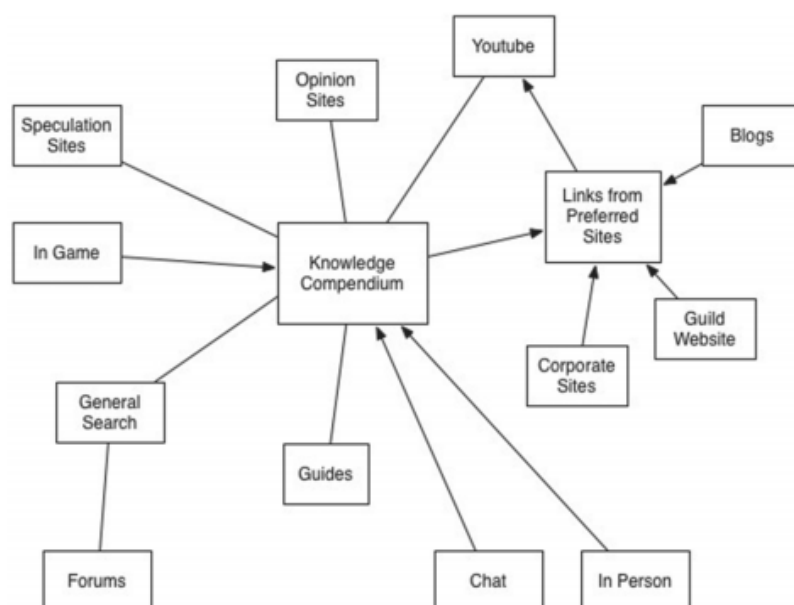 Youtube
Opinion
Sites
Speculation
Sites
Blogs
Links from
Preferred
Sites
In Game
Knowledge
Compendium
Guild
Website
Corporate
Sites
General
Search
Guides
Forums
Chat
In Person